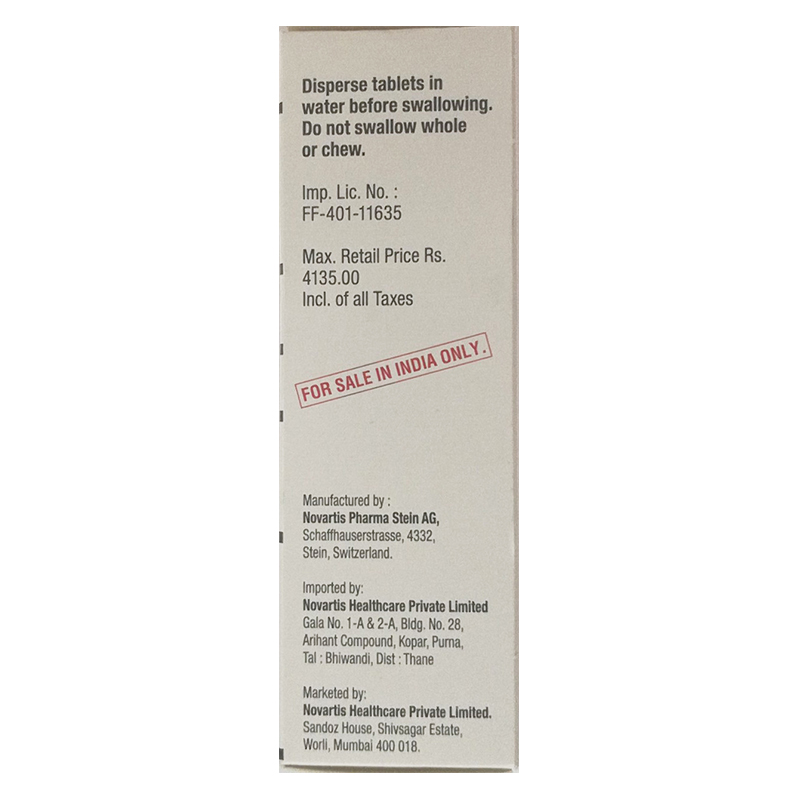 Disperse tablets in
water before swallowing.
Do not swallow whole
or chew.
Imp. Lic. No. :
FF-401-11635
Max. Retail Price Rs.
4135.00
Incl. of all Taxes
FOR SALE IN INDIA ONLY.
Manufactured by :
Novartis Pharma Stein AG,
Schaffhauserstrasse, 4332,
Stein, Switzerland.
Imported by:
Novartis Healthcare Private Limited
Gala No. 1-A & 2-A, Bldg. No. 28,
Arihant Compound, Kopar, Purna,
Tal : Bhiwandi, Dist : Thane
Marketed by:
Novartis Healthcare Private Limited.
Sandoz House, Shivsagar Estate,
Worli, Mumbai 400 018.